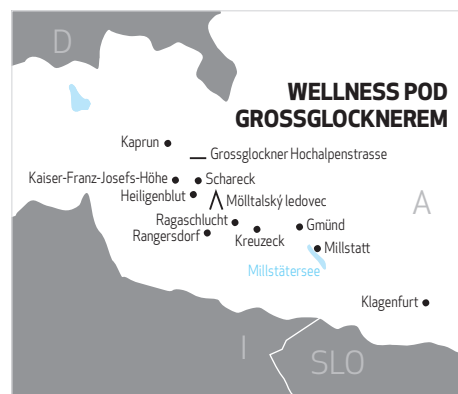 D
WELLNESS POD
GROSSGLOCKNEREM
Kaprun
Grossglockner Hochalpenstrasse
Kaiser-Franz-Josefs-Höhe
Schareck
Heiligenblut
Mölltalský ledovec
A
Ragaschlucht
Gmünd
Rangersdorf
Kreuzeck
Millstatt
Millstätersee
Klagenfurt
I
SLO